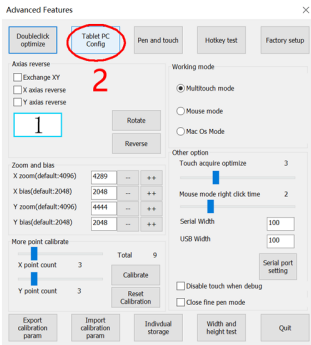 Advanced Features
Doubleclick optimize
Tablet PC Config
Pen and touch
Hotkey test
Factory setup
2
Axias reverse
Exchange XY
X axias reverse
Y axias reverse
1
Rotate
Reverse
Working mode
Multitouch mode
Mouse mode
Mac Os Mode
Zoom and bias
X zoom(default:4096) 4289 -- ++
X bias(default:2048) 2048 -- ++
Y zoom(default:4096) 4444 -- ++
Y bias(default:2048) 2048 -- ++
Other option
Touch acquire optimize 3
Mouse mode right click time 2
Serial Width 100
USB Width 100
Serial port setting
Disable touch when debug
Close fine pen mode
More point calibrate
Total 9
X point count 3
Calibrate
Y point count 3
Reset Calibration
Export calibration param
Import calibration param
Indivdual storage
Width and height test
Quit